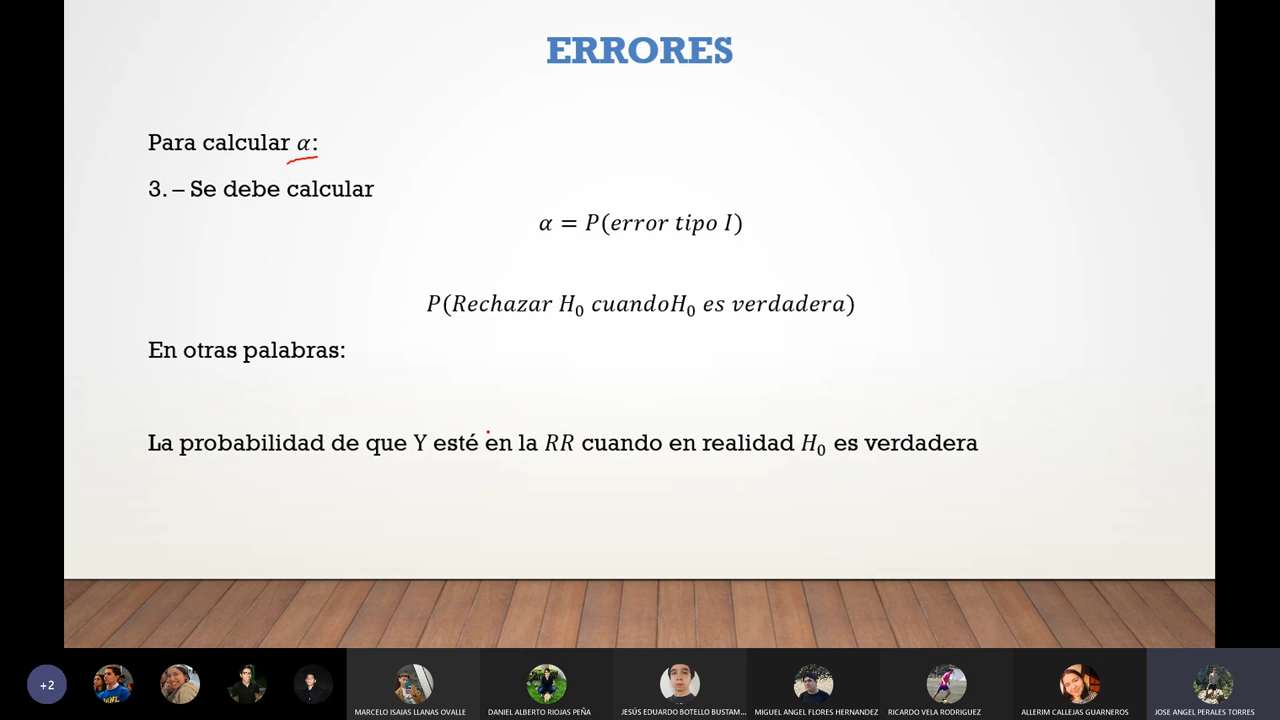 ERRORES
Para calcular α:
3. – Se debe calcular
α = P(error tipo I)
P(Rechazar H₀ cuandoH₀ es verdadera)
En otras palabras:
La probabilidad de que Y esté en la RR cuando en realidad H₀ es verdadera
+2
MARCELO ISAIAS LLANAS OVALLE
DANIEL ALBERTO RIOJAS PEÑA
JESÚS EDUARDO BOTELLO BUSTAM...
MIGUEL ANGEL FLORES HERNANDEZ
RICARDO VELA RODRIGUEZ
ALLERIM CALLEJAS GUARNEROS
JOSE ANGEL PERALES TORRES